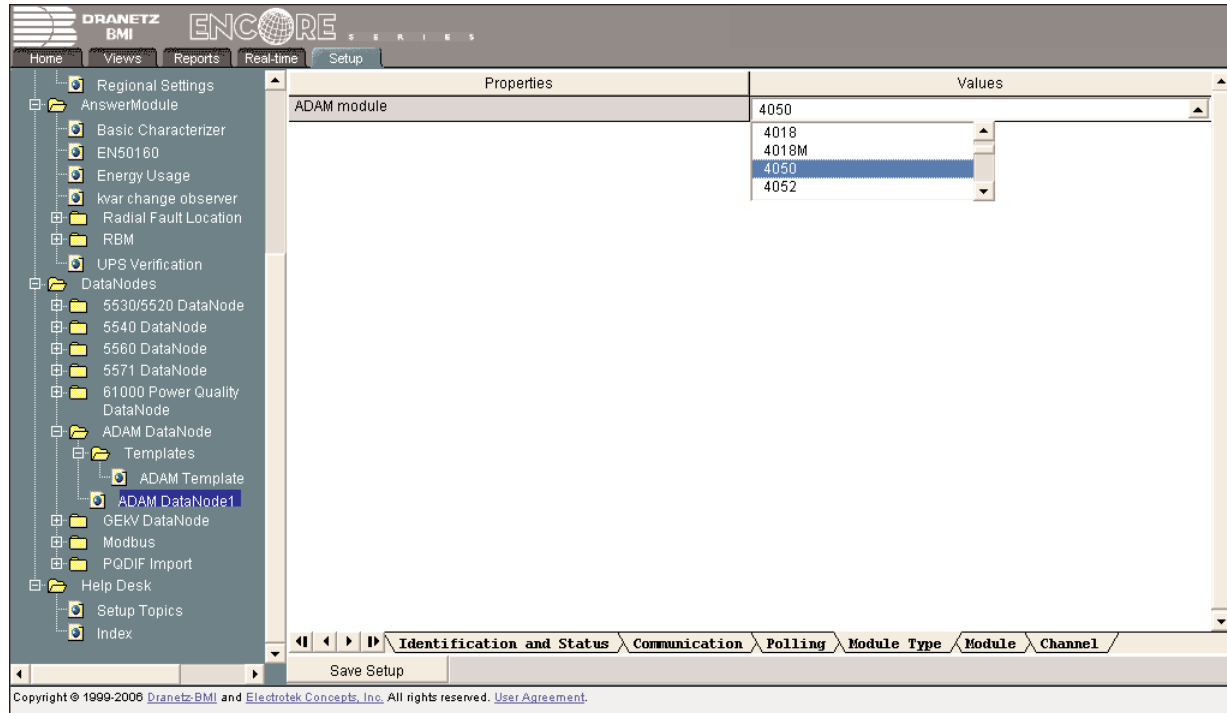 DRANETZ
BMI
ENCORE
SERIES
Home Views Reports Real-time Setup
Regional Settings
AnswerModule
Basic Characterizer
EN50160
Energy Usage
kvar change observer
Radial Fault Location
RBM
UPS Verification
DataNodes
5530/5520 DataNode
5540 DataNode
5560 DataNode
5571 DataNode
61000 Power Quality
DataNode
ADAM DataNode
Templates
ADAM Template
ADAM DataNode1
GEkV DataNode
Modbus
PQDIF Import
Help Desk
Setup Topics
Index
Properties Values
ADAM module 4050
4018
4018M
4050
4052
Identification and Status Communication Polling Module Type Module Channel
Save Setup
Copyright © 1999-2006 Dranetz-BMI and Electrotek Concepts, Inc. All rights reserved. User Agreement.